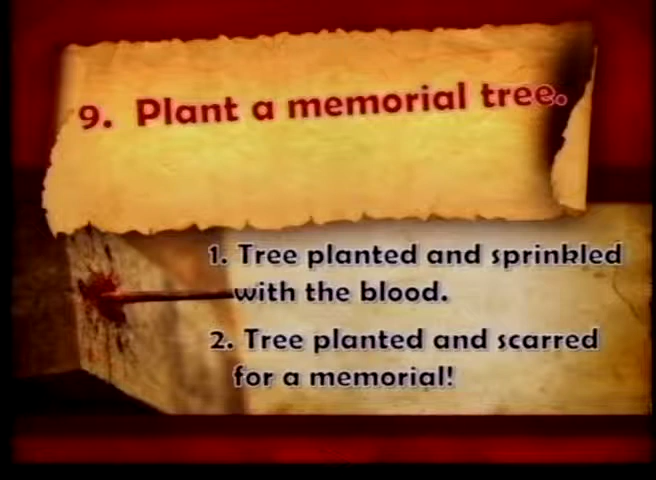 9. Plant a memorial tree.
1. Tree planted and sprinkled
with the blood.
2. Tree planted and scarred
for a memorial!